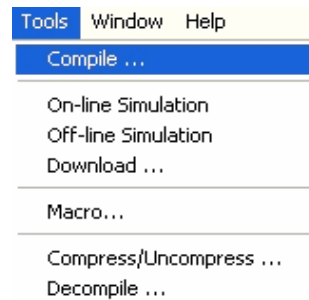 Tools Window Help
Compile ...
On-line Simulation
Off-line Simulation
Download ...
Macro...
Compress/Uncompress ...
Decompile ...